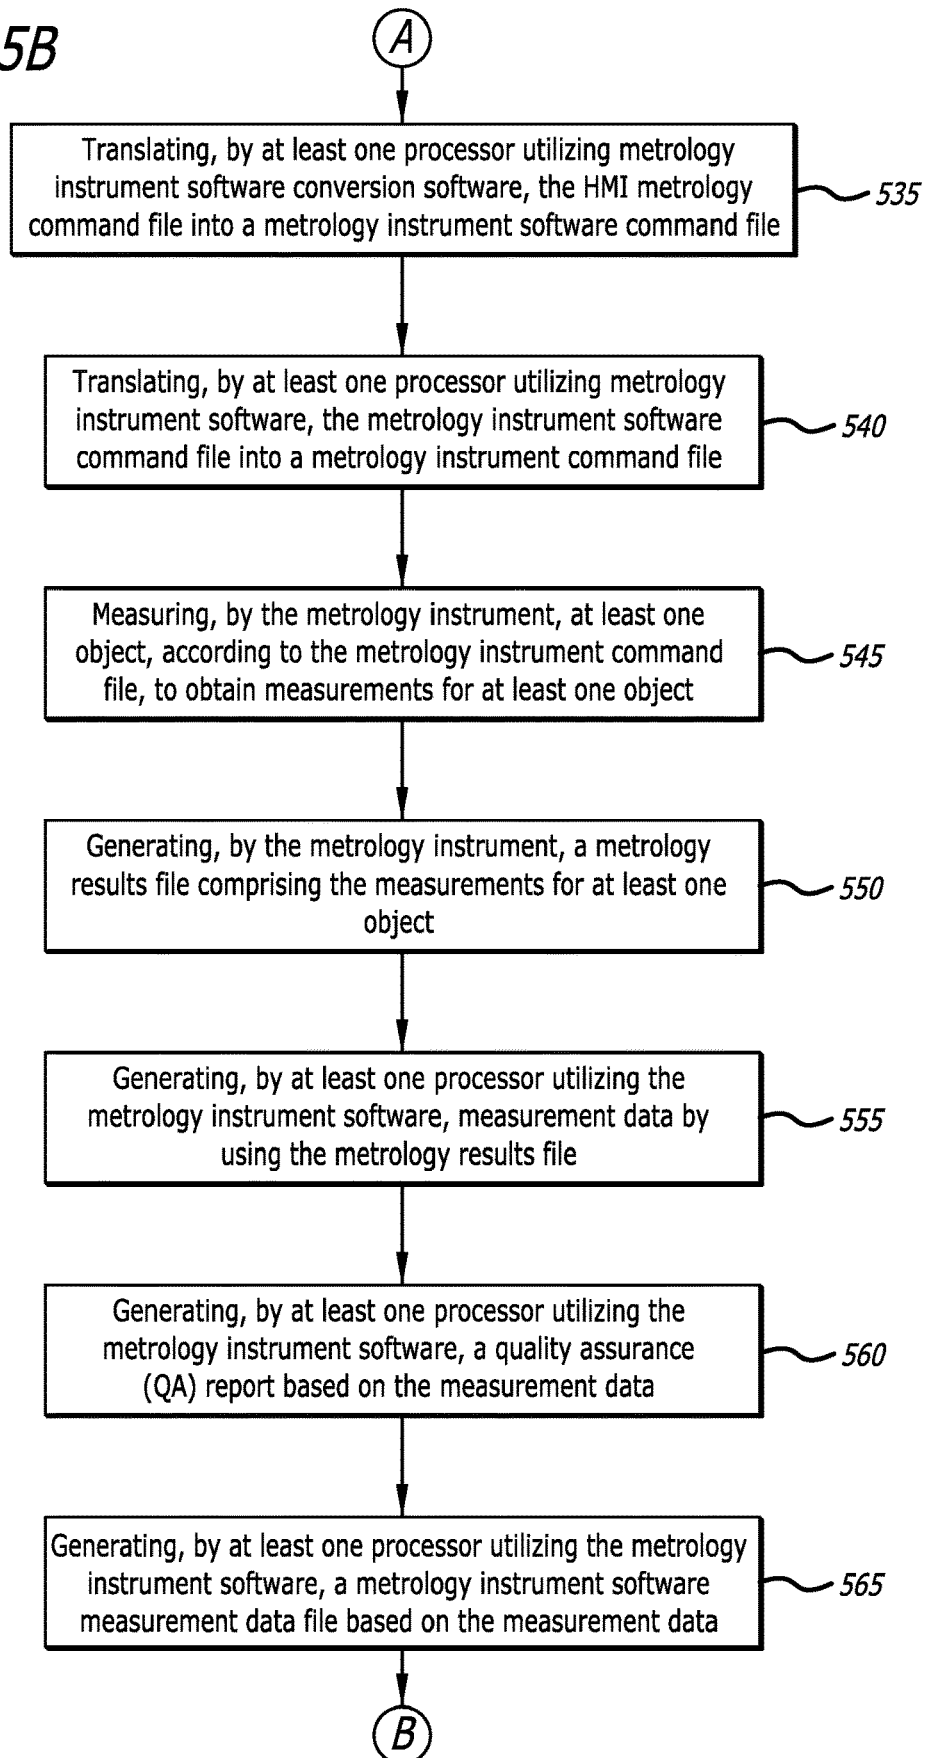 5B
A
Translating, by at least one processor utilizing metrology
instrument software conversion software, the HMI metrology
command file into a metrology instrument software command file
535
Translating, by at least one processor utilizing metrology
instrument software, the metrology instrument software
command file into a metrology instrument command file
540
Measuring, by the metrology instrument, at least one
object, according to the metrology instrument command
file, to obtain measurements for at least one object
545
Generating, by the metrology instrument, a metrology
results file comprising the measurements for at least one
object
550
Generating, by at least one processor utilizing the
metrology instrument software, measurement data by
using the metrology results file
555
Generating, by at least one processor utilizing the
metrology instrument software, a quality assurance
(QA) report based on the measurement data
560
Generating, by at least one processor utilizing the metrology
instrument software, a metrology instrument software
measurement data file based on the measurement data
565
B